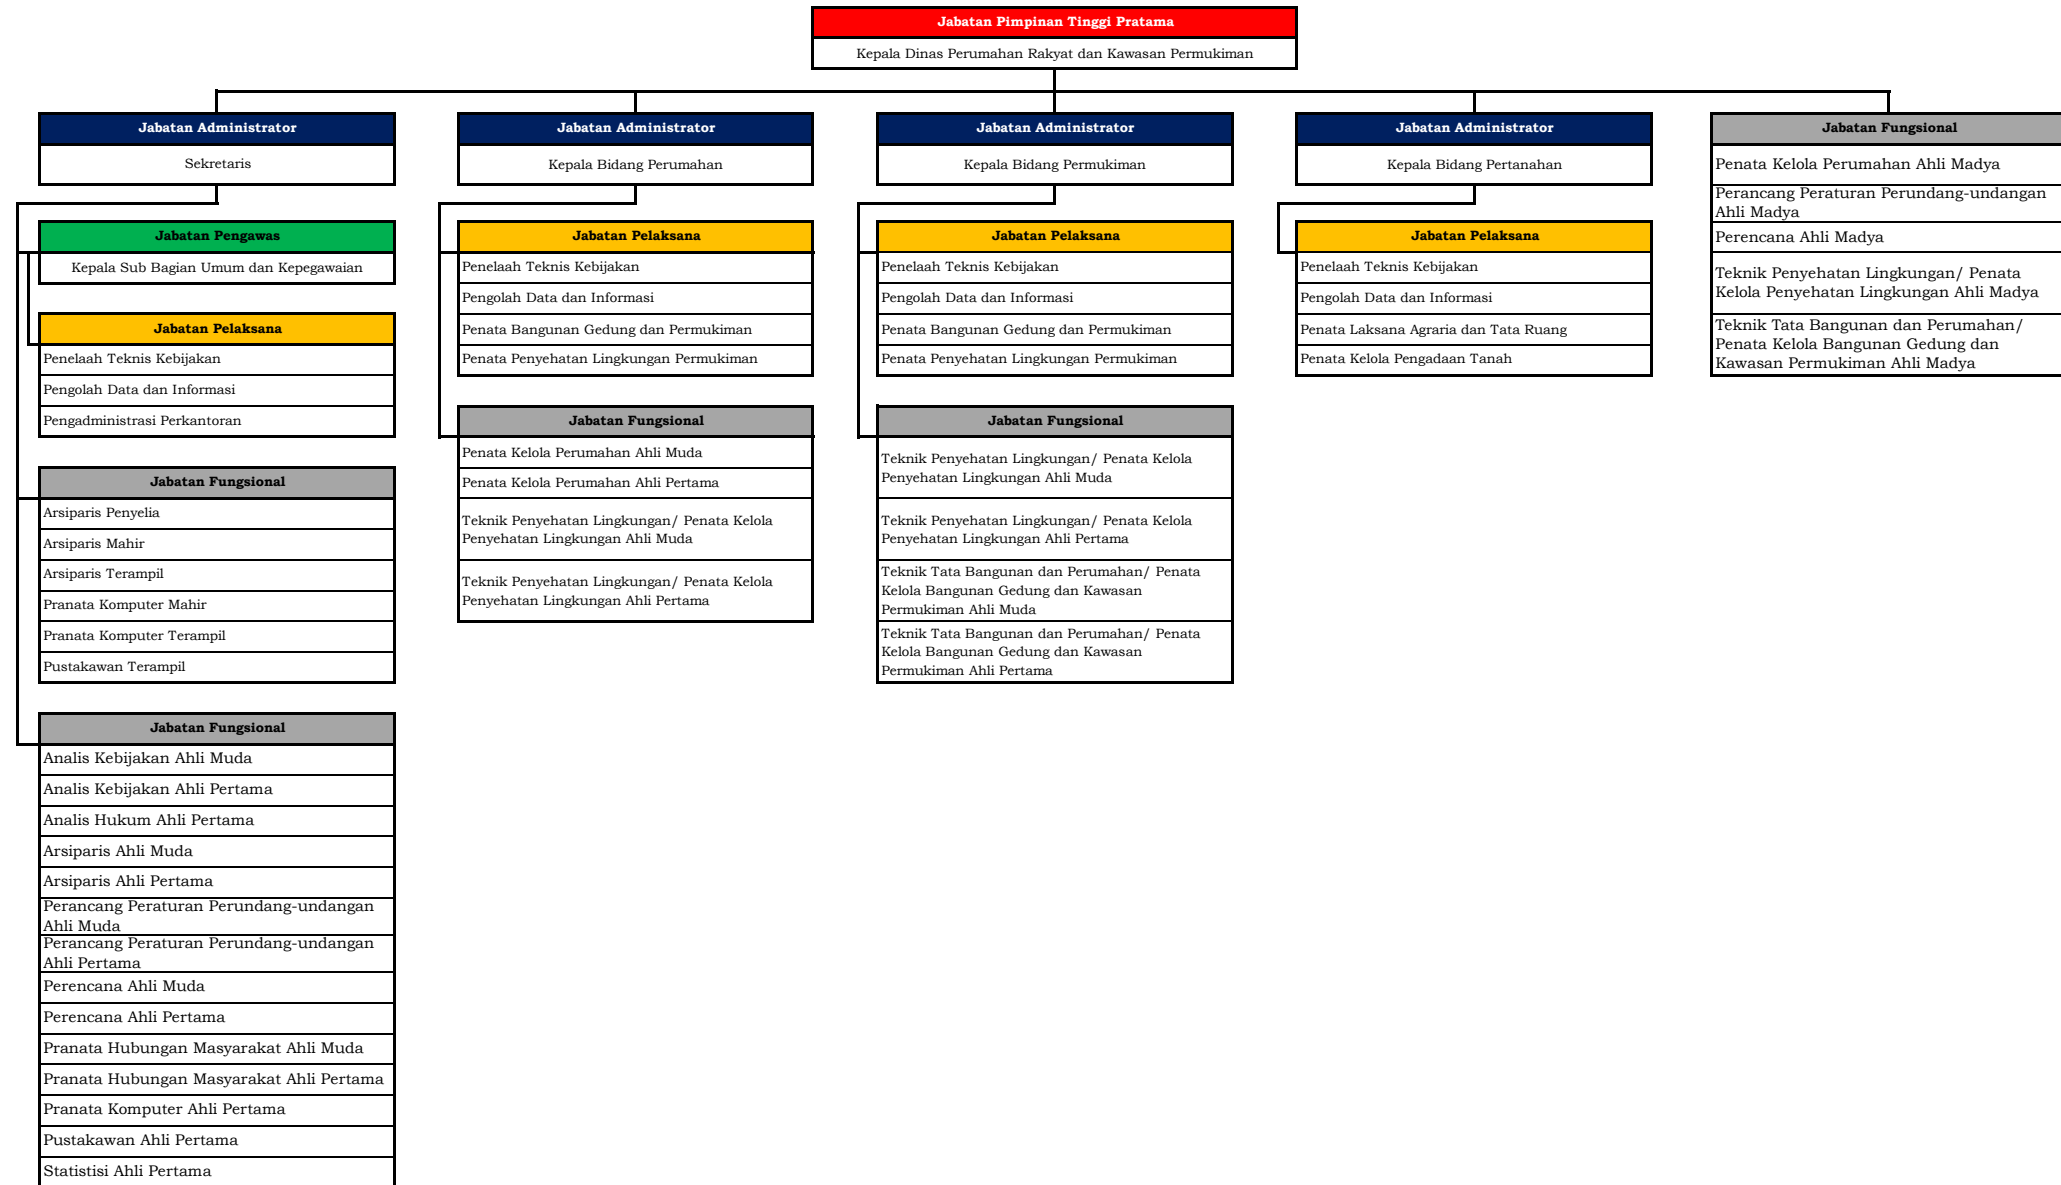 Jabatan Pimpinan Tinggi Pratama
Kepala Dinas Perumahan Rakyat dan Kawasan Permukiman
Jabatan Administrator
Sekretaris
Jabatan Pengawas
Kepala Sub Bagian Umum dan Kepegawaian
Jabatan Pelaksana
Penelaah Teknis Kebijakan
Pengolah Data dan Informasi
Pengadministrasi Perkantoran
Jabatan Fungsional
Arsiparis Penyelia
Arsiparis Mahir
Arsiparis Terampil
Pranata Komputer Mahir
Pranata Komputer Terampil
Pustakawan Terampil
Jabatan Fungsional
Analis Kebijakan Ahli Muda
Analis Kebijakan Ahli Pertama
Analis Hukum Ahli Pertama
Arsiparis Ahli Muda
Arsiparis Ahli Pertama
Perancang Peraturan Perundang-undangan
Ahli Muda
Perancang Peraturan Perundang-undangan
Ahli Pertama
Perencana Ahli Muda
Perencana Ahli Pertama
Pranata Hubungan Masyarakat Ahli Muda
Pranata Hubungan Masyarakat Ahli Pertama
Pranata Komputer Ahli Pertama
Pustakawan Ahli Pertama
Statistisi Ahli Pertama
Jabatan Administrator
Kepala Bidang Perumahan
Jabatan Pelaksana
Penelaah Teknis Kebijakan
Pengolah Data dan Informasi
Penata Bangunan Gedung dan Permukiman
Penata Penyehatan Lingkungan Permukiman
Jabatan Fungsional
Penata Kelola Perumahan Ahli Muda
Penata Kelola Perumahan Ahli Pertama
Teknik Penyehatan Lingkungan/ Penata Kelola
Penyehatan Lingkungan Ahli Muda
Teknik Penyehatan Lingkungan/ Penata Kelola
Penyehatan Lingkungan Ahli Pertama
Jabatan Administrator
Kepala Bidang Permukiman
Jabatan Pelaksana
Penelaah Teknis Kebijakan
Pengolah Data dan Informasi
Penata Bangunan Gedung dan Permukiman
Penata Penyehatan Lingkungan Permukiman
Jabatan Fungsional
Teknik Penyehatan Lingkungan/ Penata Kelola
Penyehatan Lingkungan Ahli Muda
Teknik Penyehatan Lingkungan/ Penata Kelola
Penyehatan Lingkungan Ahli Pertama
Teknik Tata Bangunan dan Perumahan/ Penata
Kelola Bangunan Gedung dan Kawasan
Permukiman Ahli Muda
Teknik Tata Bangunan dan Perumahan/ Penata
Kelola Bangunan Gedung dan Kawasan
Permukiman Ahli Pertama
Jabatan Administrator
Kepala Bidang Pertanahan
Jabatan Pelaksana
Penelaah Teknis Kebijakan
Pengolah Data dan Informasi
Penata Laksana Agraria dan Tata Ruang
Penata Kelola Pengadaan Tanah
Jabatan Fungsional
Penata Kelola Perumahan Ahli Madya
Perancang Peraturan Perundang-undangan
Ahli Madya
Perencana Ahli Madya
Teknik Penyehatan Lingkungan/ Penata
Kelola Penyehatan Lingkungan Ahli Madya
Teknik Tata Bangunan dan Perumahan/
Penata Kelola Bangunan Gedung dan
Kawasan Permukiman Ahli Madya